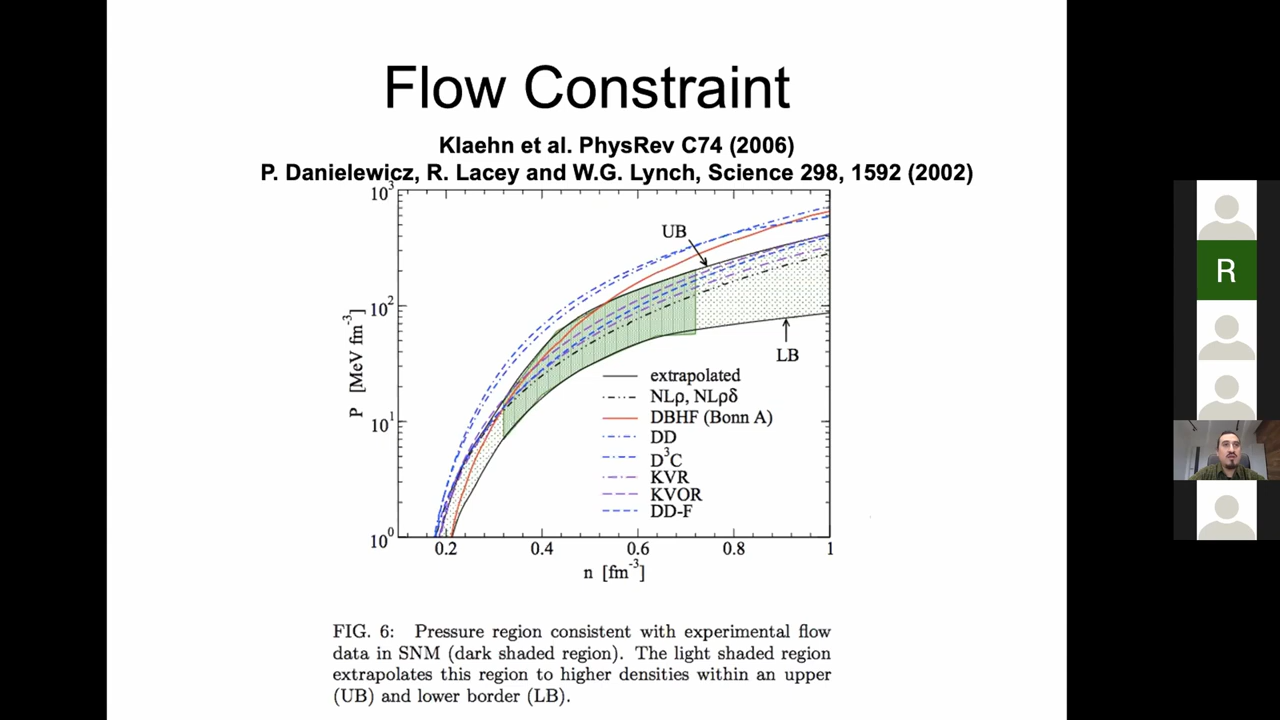 Flow Constraint
Klaehn et al. PhysRev C74 (2006)
P. Danielewicz, R. Lacey and W.G. Lynch, Science 298, 1592 (2002)
10³
10²
10¹
10⁰
P [MeV fm⁻³]
UB
LB
extrapolated
NLρ, NLρδ
DBHF (Bonn A)
DD
D³C
KVR
KVOR
DD-F
0.2 0.4 0.6 0.8 1
n [fm⁻³]
FIG. 6: Pressure region consistent with experimental flow
data in SNM (dark shaded region). The light shaded region
extrapolates this region to higher densities within an upper
(UB) and lower border (LB).
R